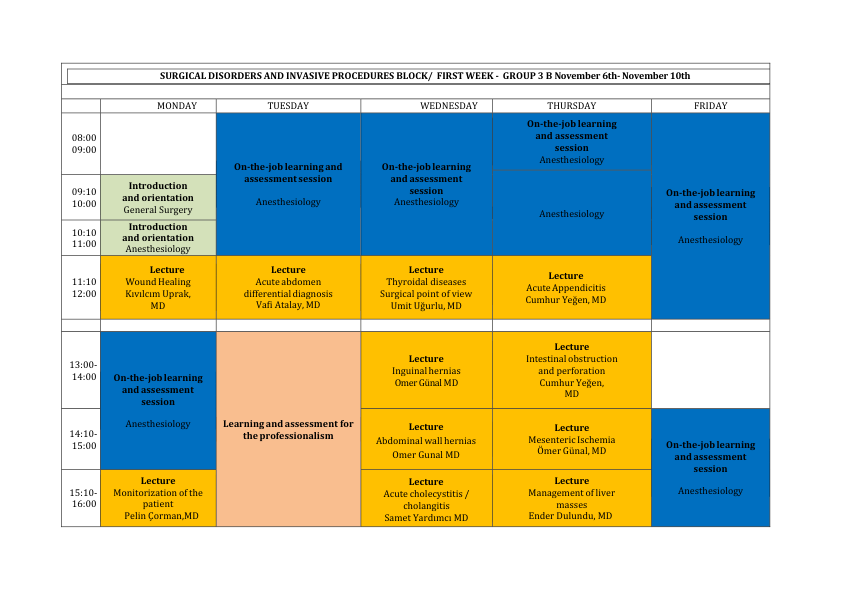 SURGICAL DISORDERS AND INVASIVE PROCEDURES BLOCK/ FIRST WEEK - GROUP 3 B November 6th- November 10th
MONDAY TUESDAY WEDNESDAY THURSDAY FRIDAY
08:00
09:00
On-the-job learning and
assessment session
Anesthesiology
On-the-job learning
and assessment
session
Anesthesiology
On-the-job learning
and assessment
session
Anesthesiology
On-the-job learning
and assessment
session
Anesthesiology
09:10
10:00
Introduction
and orientation
General Surgery
Anesthesiology
10:10
11:00
Introduction
and orientation
Anesthesiology
11:10
12:00
Lecture
Wound Healing
Kıvılcım Uprak,
MD
Lecture
Acute abdomen
differential diagnosis
Vafi Atalay, MD
Lecture
Thyroidal diseases
Surgical point of view
Umit Uğurlu, MD
Lecture
Acute Appendicitis
Cumhur Yeğen, MD
13:00-
14:00
On-the-job learning
and assessment
session
Anesthesiology
Learning and assessment for
the professionalism
Lecture
Inguinal hernias
Omer Günal MD
Lecture
Intestinal obstruction
and perforation
Cumhur Yeğen,
MD
14:10-
15:00
Lecture
Abdominal wall hernias
Omer Gunal MD
Lecture
Mesenteric Ischemia
Ömer Günal, MD
On-the-job learning
and assessment
session
Anesthesiology
15:10-
16:00
Lecture
Monitorization of the
patient
Pelin Çorman,MD
Lecture
Acute cholecystitis /
cholangitis
Samet Yardımcı MD
Lecture
Management of liver
masses
Ender Dulundu, MD